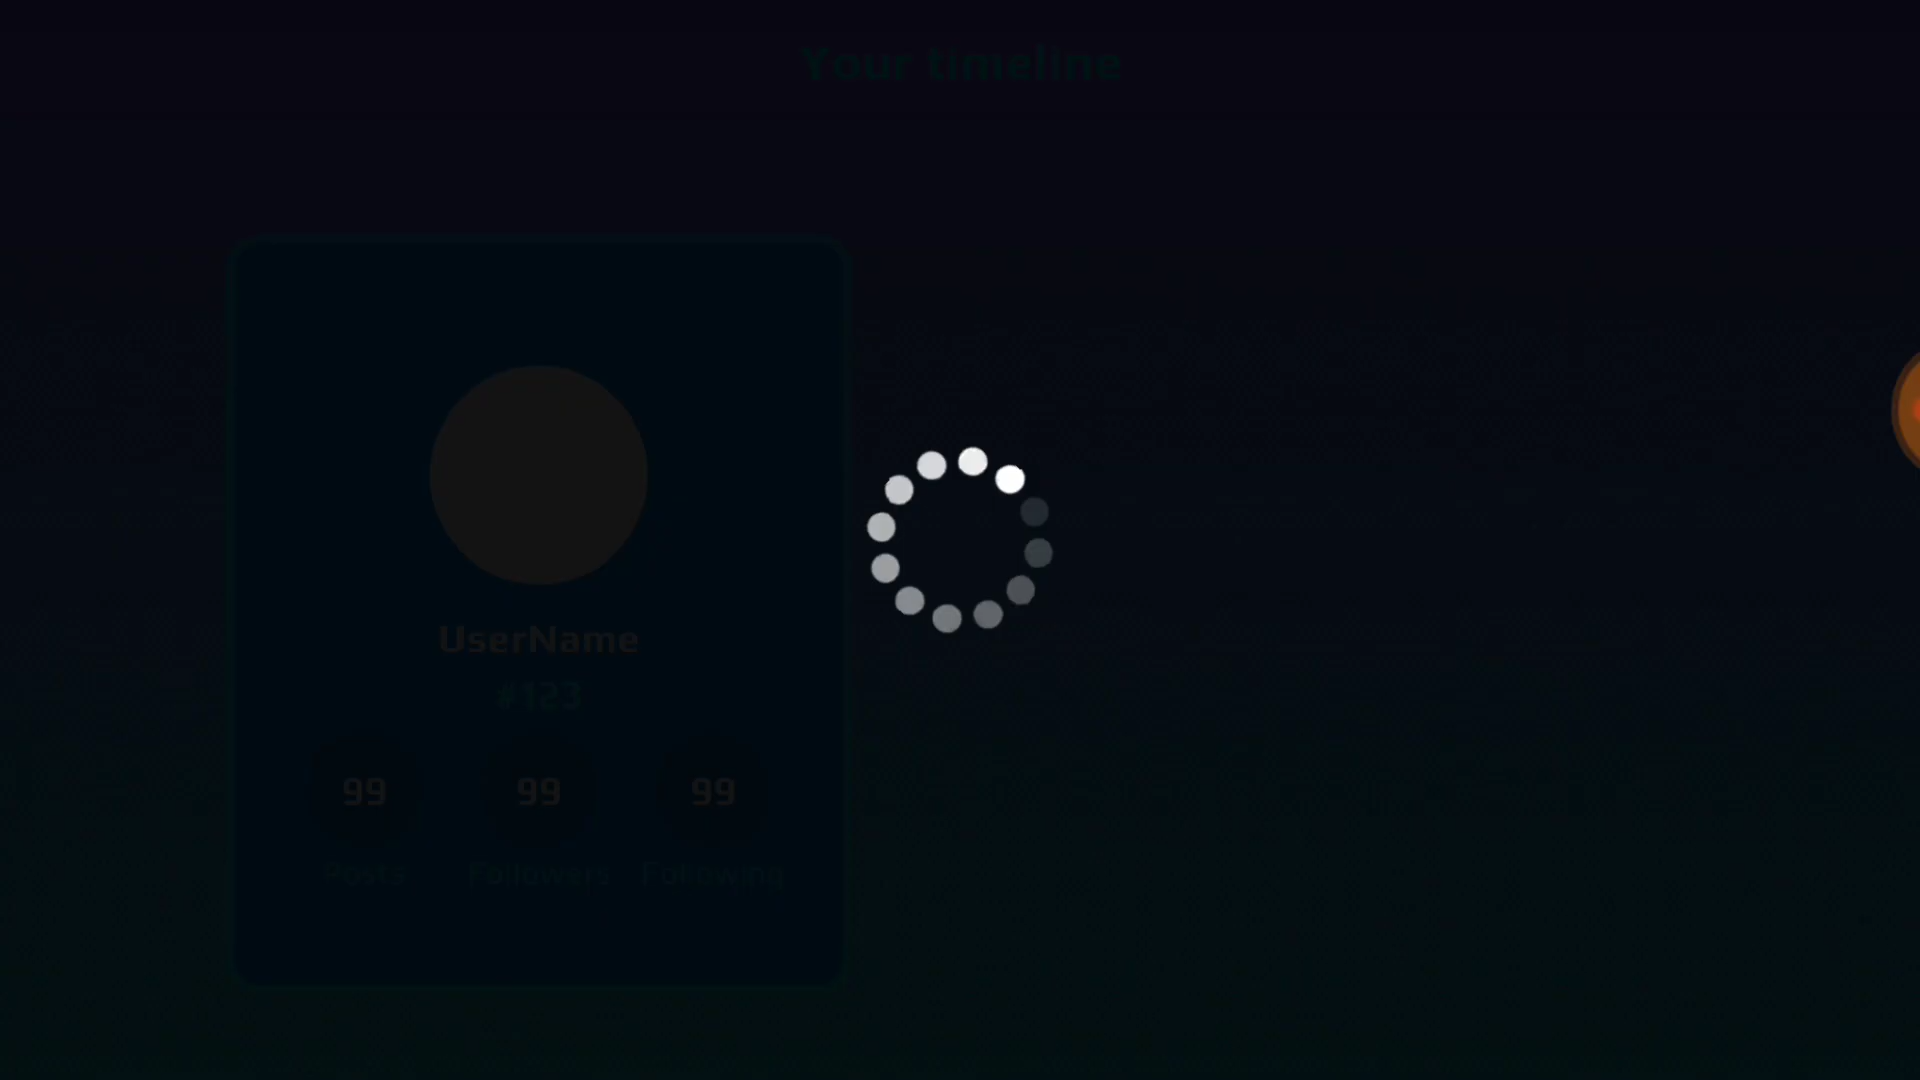 Your timeline
UserName
#123
99 99 99
Posts Followers Following